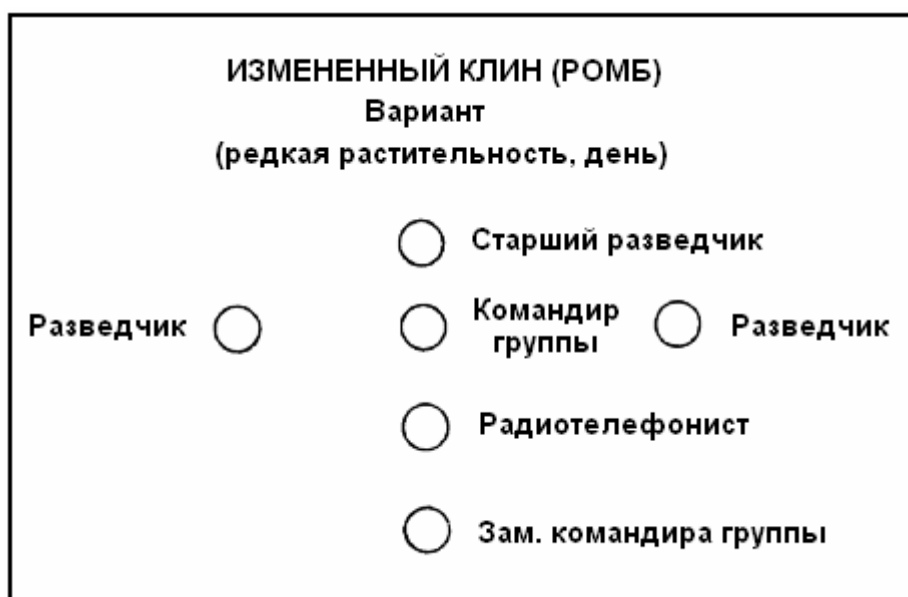 ИЗМЕНЕННЫЙ КЛИН (РОМБ)
Вариант
(редкая растительность, день)
Старший разведчик
Разведчик
Командир
группы
Разведчик
Радиотелефонист
Зам. командира группы